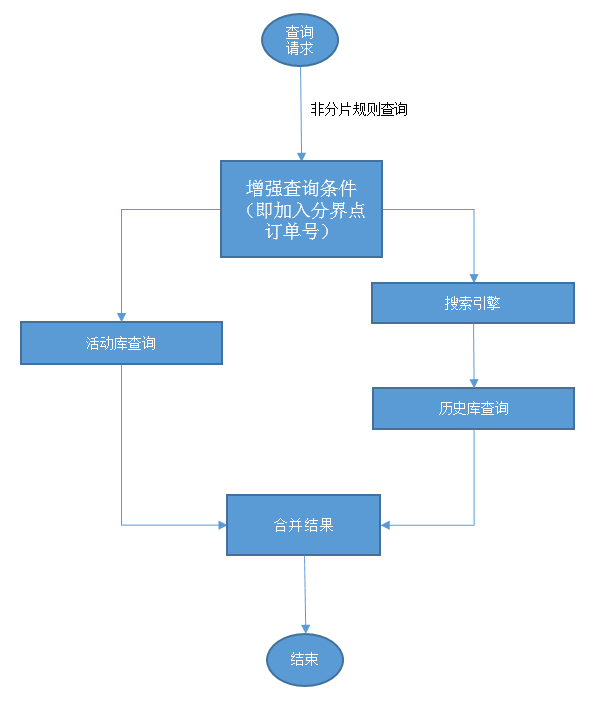 查询
请求
非分片规则查询
增强查询条件
（即加入分界点
订单号）
搜索引擎
活动库查询
历史库查询
合并结果
结束